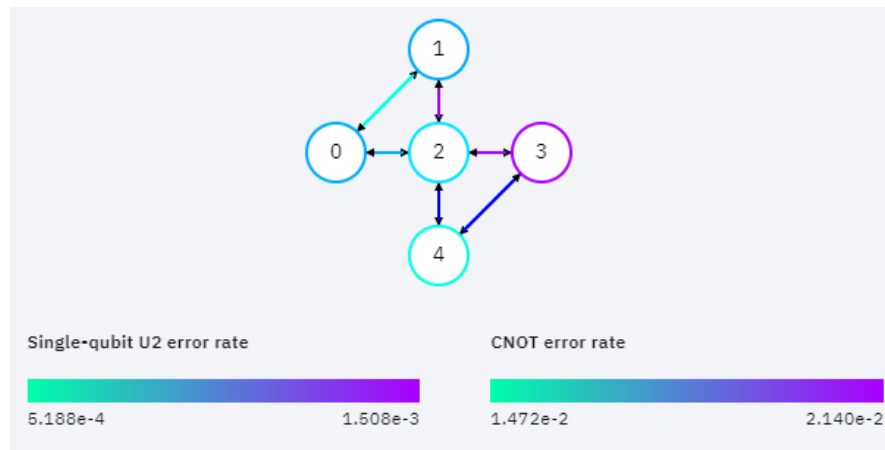 1
0 2 3
4
Single-qubit U2 error rate CNOT error rate
5.188e-4 1.508e-3 1.472e-2 2.140e-2